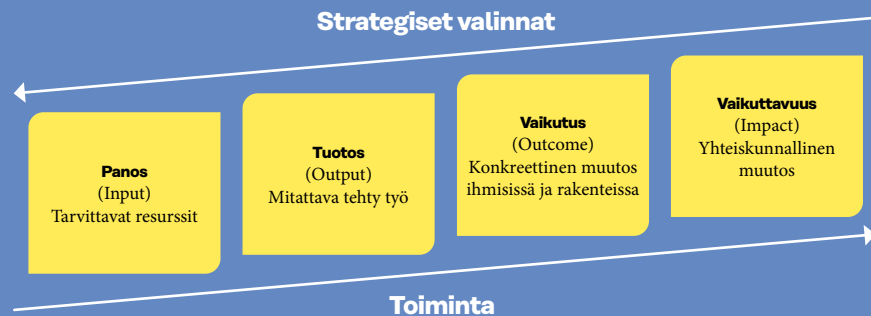 Strategiset valinnat
Panos
(Input)
Tarvittavat resurssit
Tuotos
(Output)
Mitattava tehty työ
Vaikutus
(Outcome)
Konkreettinen muutos
ihmisissä ja rakenteissa
Vaikuttavuus
(Impact)
Yhteiskunnallinen
muutos
Toiminta